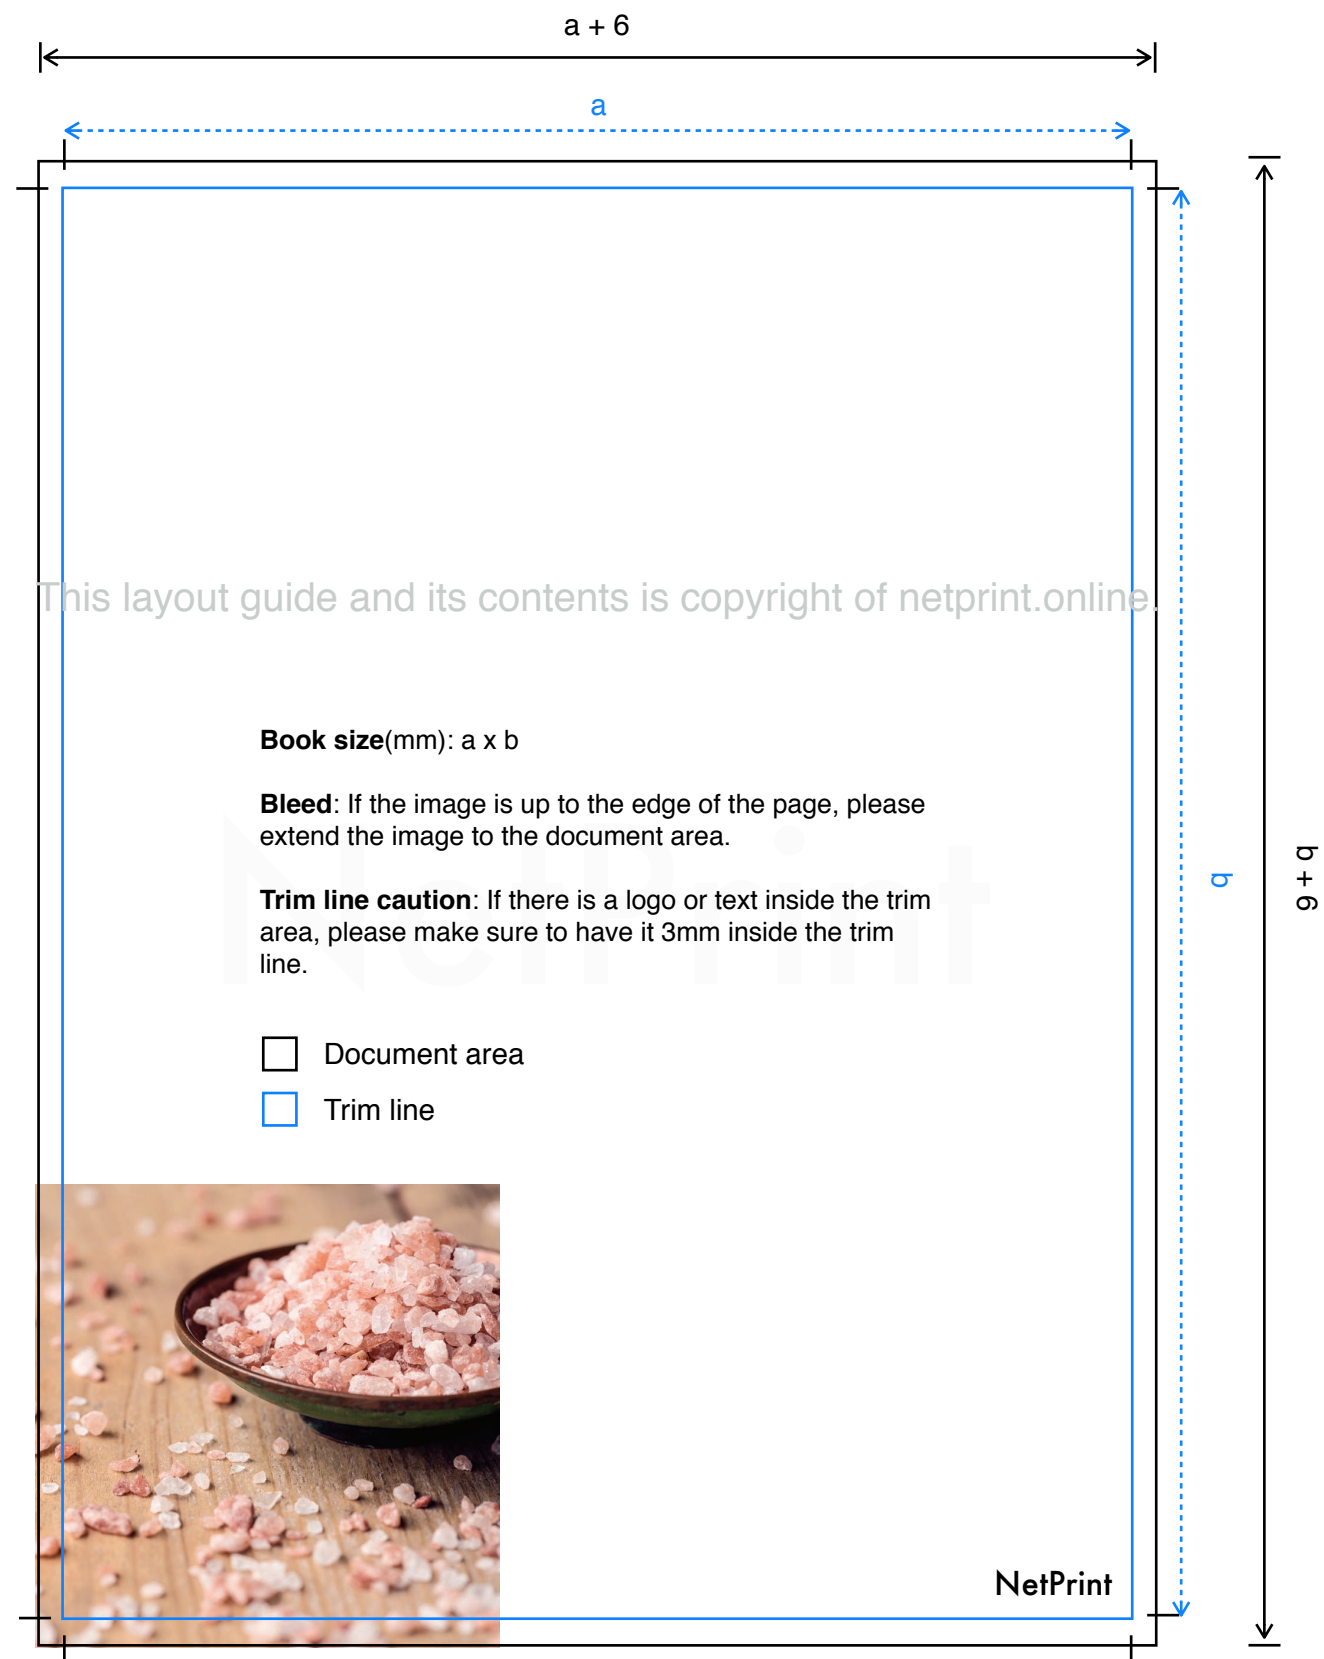 a + 6
a
This layout guide and its contents is copyright of netprint.online.
Book size(mm): a x b
Bleed: If the image is up to the edge of the page, please
extend the image to the document area.
b + 6
b
Trim line caution: If there is a logo or text inside the trim
area, please make sure to have it 3mm inside the trim
line.
NetPrint
Document area
Trim line
NetPrint